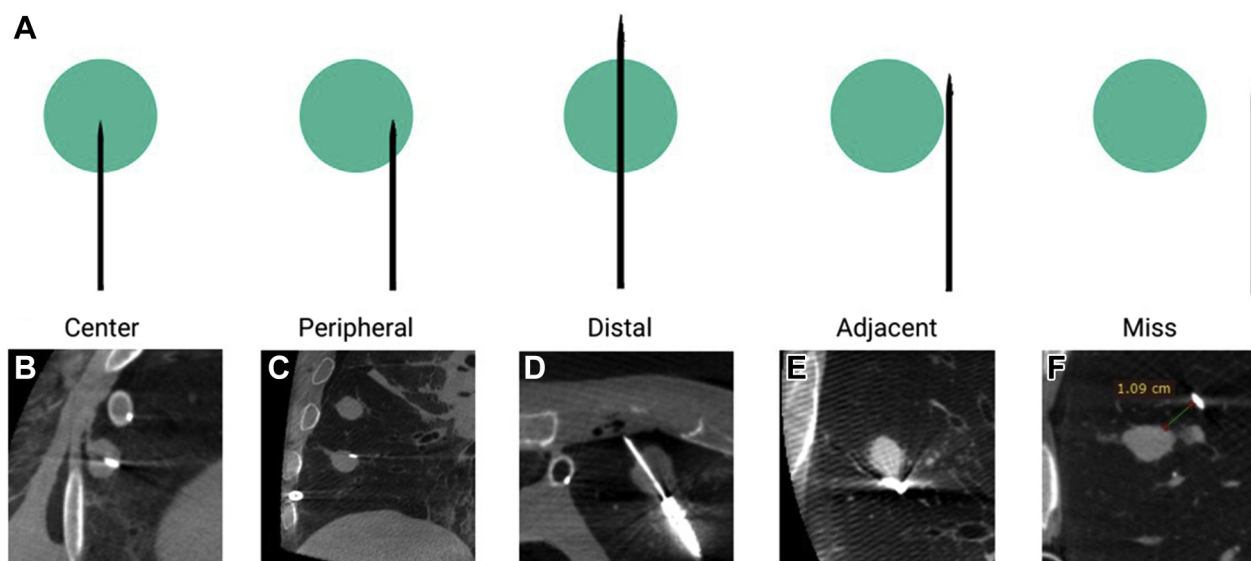 A
Center
Peripheral
Distal
Adjacent
Miss
B
C
D
E
F
1.09 cm